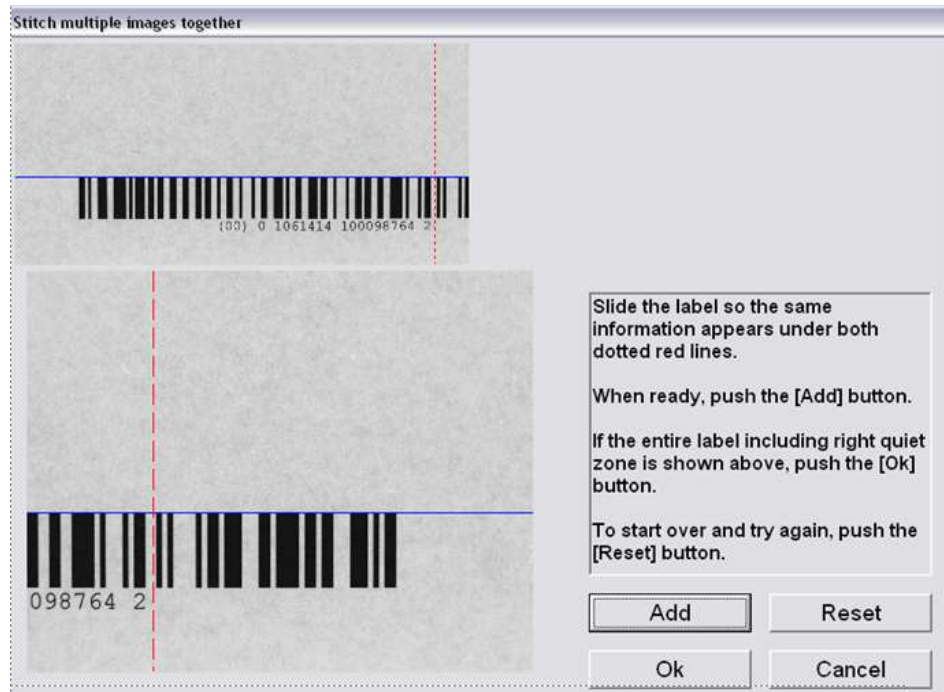 Stitch multiple images together
(00) 0 1061414 100098764 2
098764 2
Slide the label so the same
information appears under both
dotted red lines.
When ready, push the [Add] button.
If the entire label including right quiet
zone is shown above, push the [Ok]
button.
To start over and try again, push the
[Reset] button.
Add
Reset
Ok
Cancel